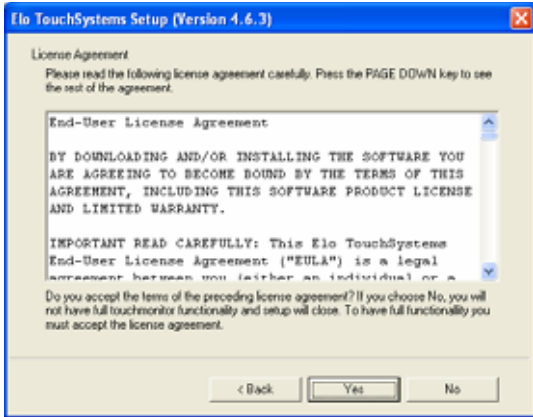 Elo TouchSystems Setup (Version 4.6.3)
License Agreement
Please read the following license agreement carefully. Press the PAGE DOWN key to see
the rest of the agreement.
End-User License Agreement
BY DOWNLOADING AND/OR INSTALLING THE SOFTWARE YOU
ARE AGREEING TO BECOME BOUND BY THE TERMS OF THIS
AGREEMENT, INCLUDING THIS SOFTWARE PRODUCT LICENSE
AND LIMITED WARRANTY.
IMPORTANT READ CAREFULLY: This Elo TouchSystems
End-User License Agreement ("EULA") is a legal
agreement between you (either an individual or a
Do you accept the terms of the preceding license agreement? If you choose No, you will
not have full touchmonitor functionality and setup will close. To have full functionality you
must accept the license agreement.
< Back
Yes
No